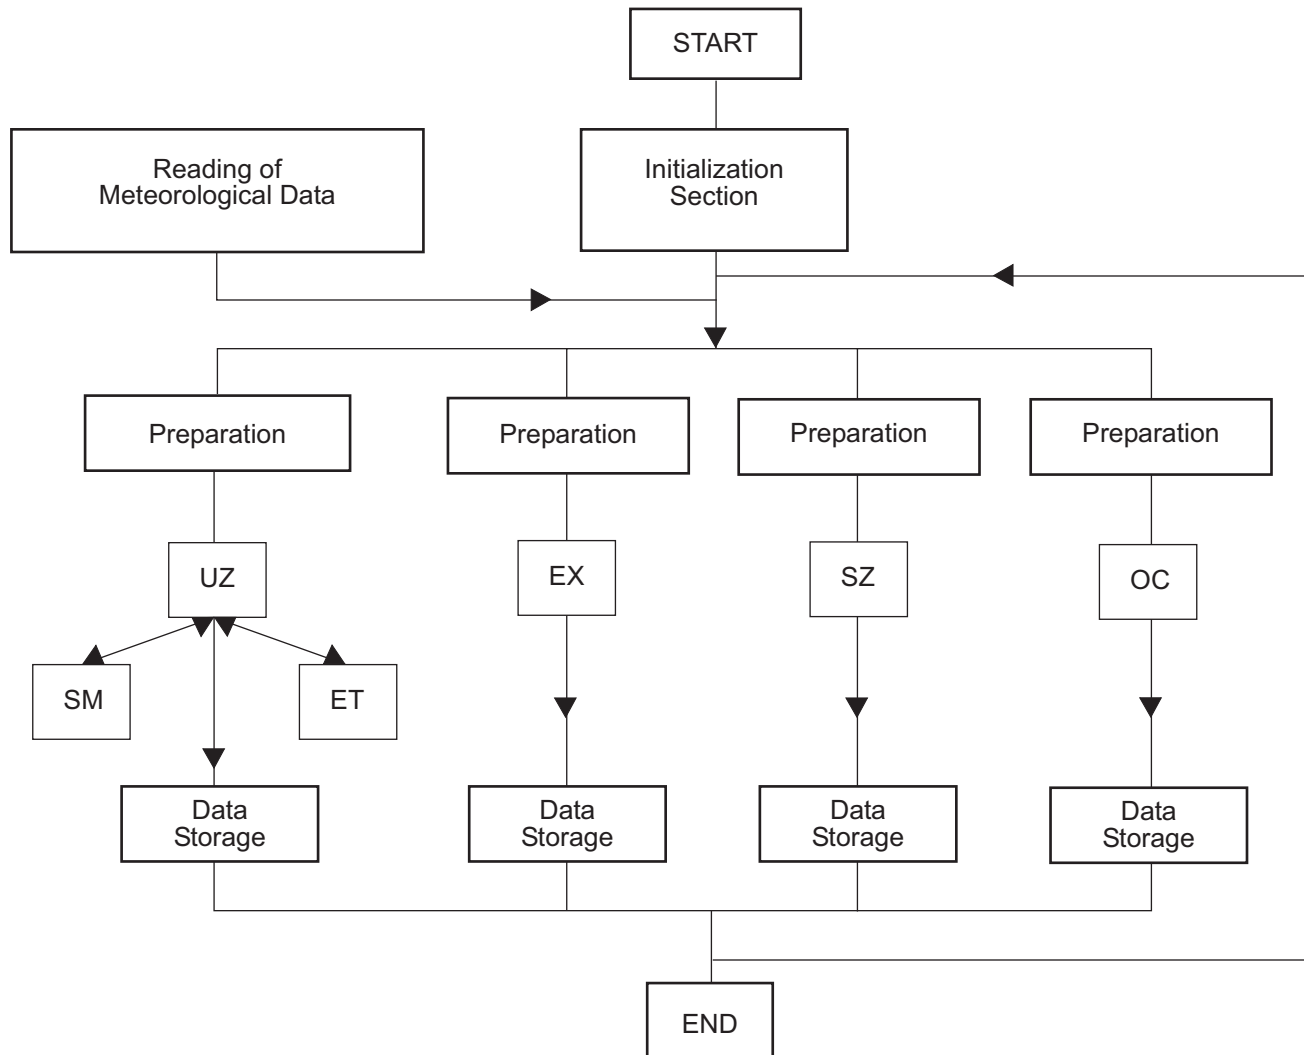 START
Reading of
Meteorological Data
Initialization
Section
Preparation
Preparation
Preparation
Preparation
UZ
EX
SZ
OC
SM
ET
Data
Storage
Data
Storage
Data
Storage
Data
Storage
END